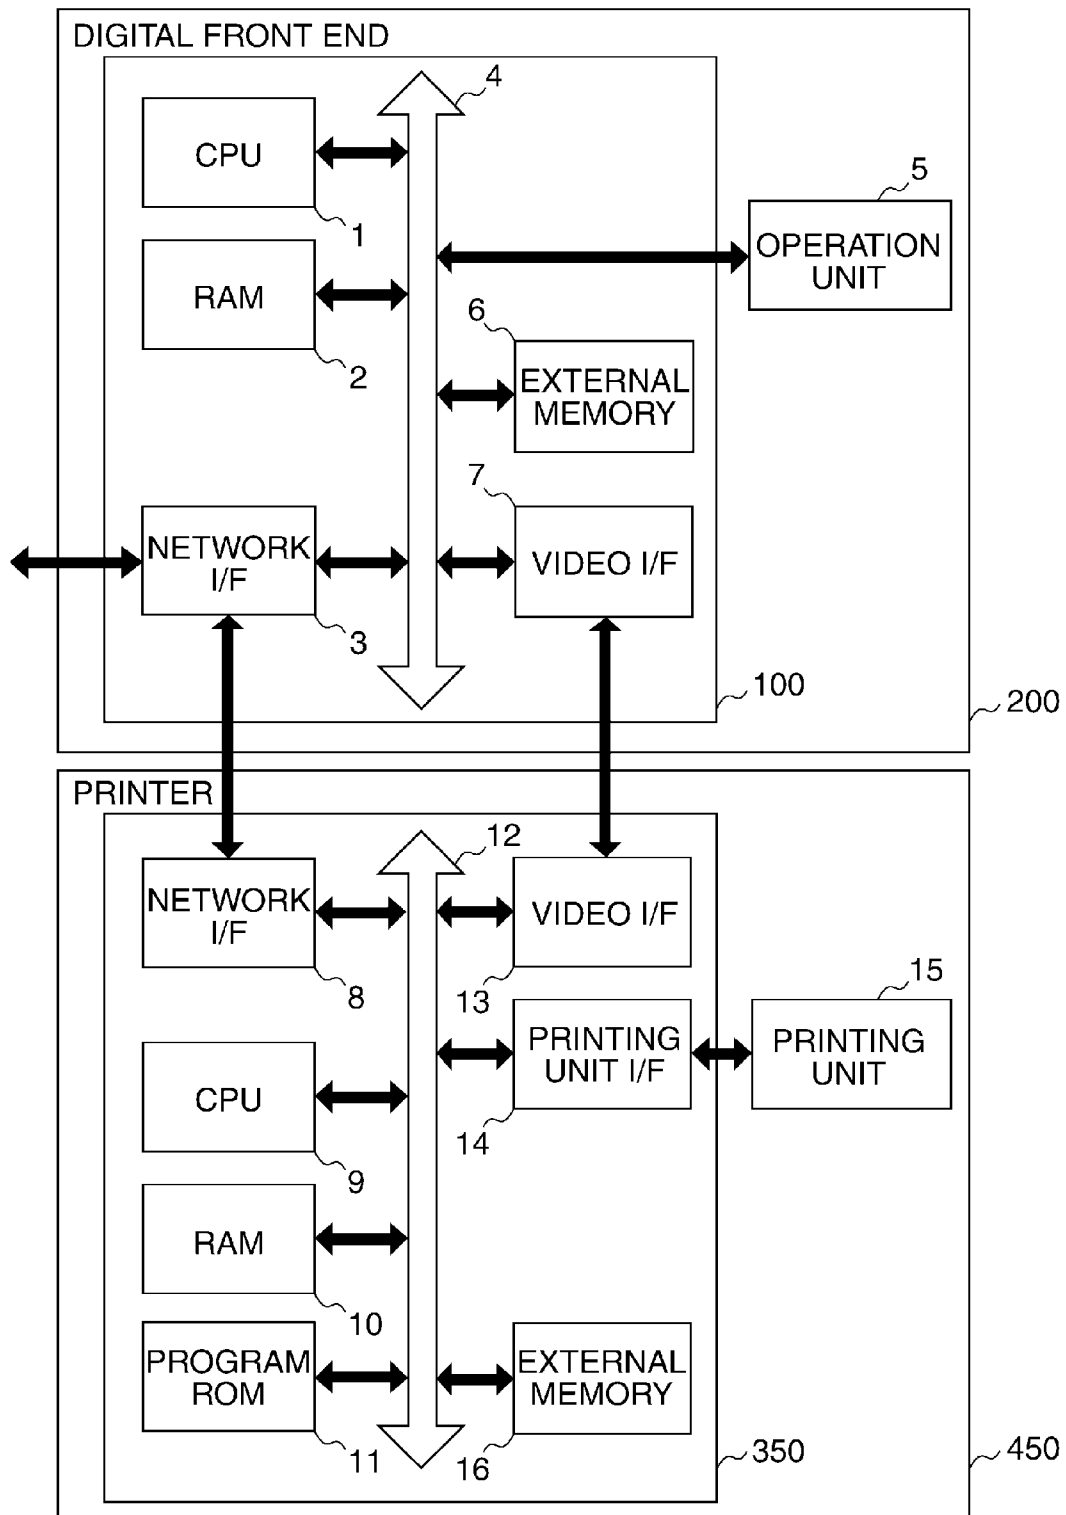 DIGITAL FRONT END
4
CPU
1
5
OPERATION
UNIT
RAM
2
6
EXTERNAL
MEMORY
7
NETWORK
I/F
3
VIDEO I/F
100
200
PRINTER
12
NETWORK
I/F
8
VIDEO I/F
13
15
PRINTING
UNIT I/F
14
PRINTING
UNIT
CPU
9
RAM
10
PROGRAM
ROM
11
EXTERNAL
MEMORY
16
350
450